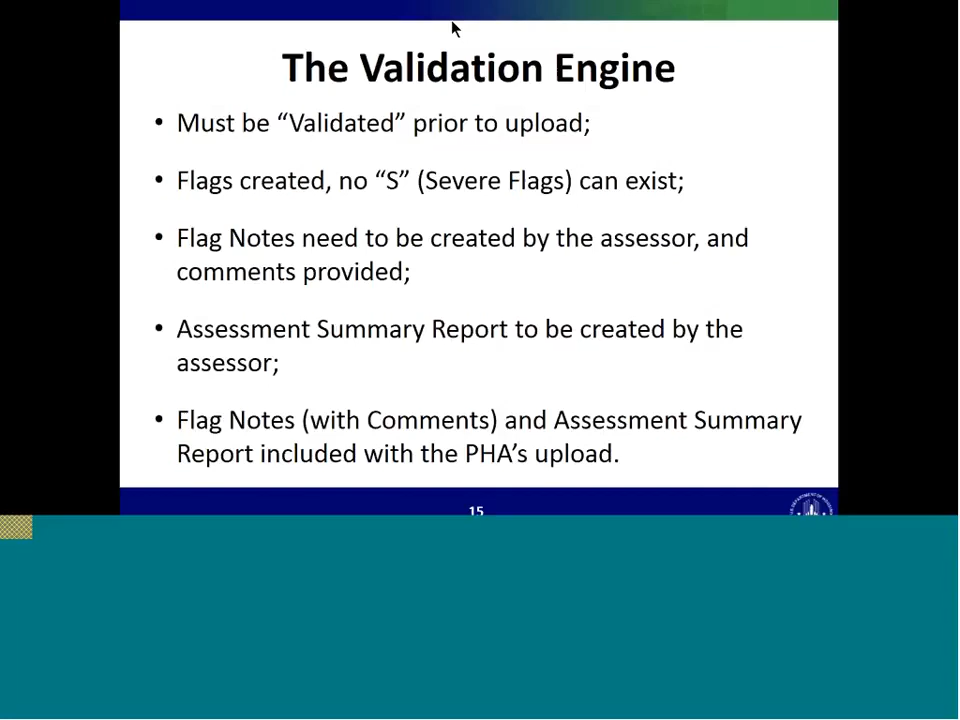 The Validation Engine
• Must be “Validated” prior to upload;
• Flags created, no “S” (Severe Flags) can exist;
• Flag Notes need to be created by the assessor, and
comments provided;
• Assessment Summary Report to be created by the
assessor;
• Flag Notes (with Comments) and Assessment Summary
Report included with the PHA’s upload.
15